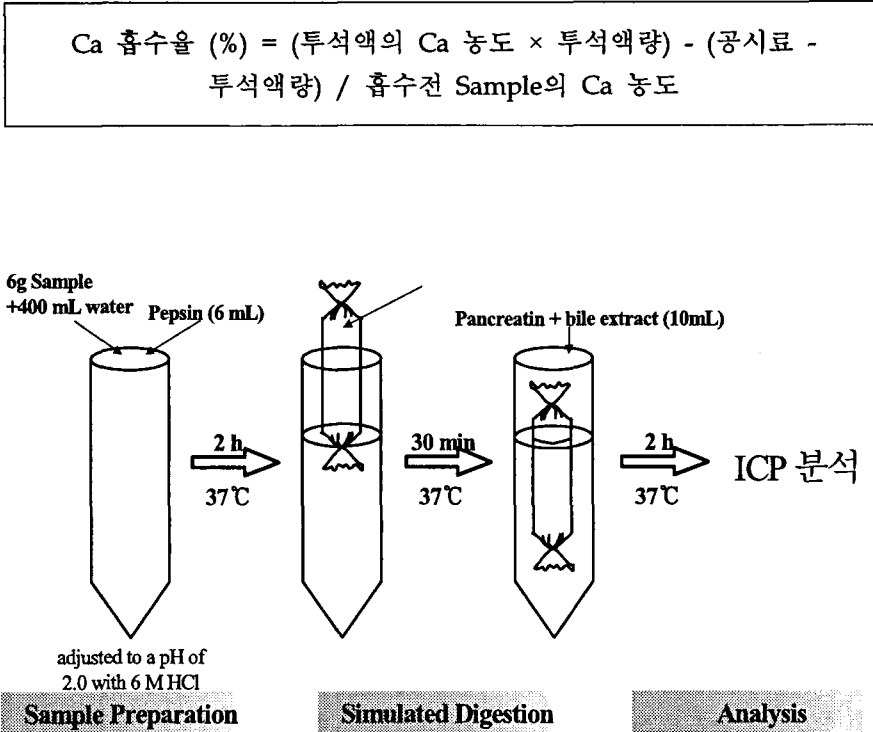 Ca 흡수율 (%) = (투석액의 Ca 농도 × 투석액량) - (공시료 -
투석액량) / 흡수전 Sample의 Ca 농도
6g Sample
+400 mL water
Pepsin (6 mL)
Pancreatin + bile extract (10mL)
2 h
37℃
30 min
37℃
2 h
37℃
ICP 분석
adjusted to a pH of
2.0 with 6 M HCl
Sample Preparation
Simulated Digestion
Analysis